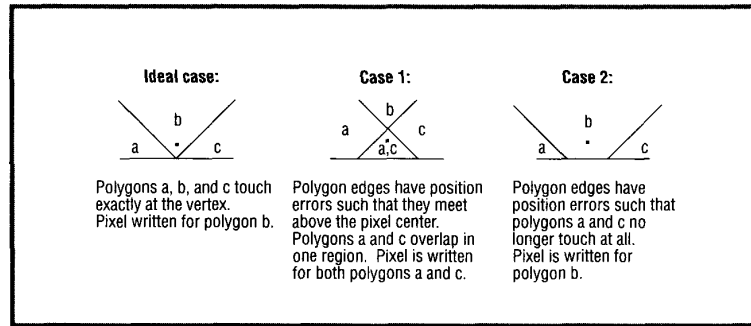 Ideal case:
b
a
c
Polygons a, b, and c touch
exactly at the vertex.
Pixel written for polygon b.
Case 1:
b
a
c
a,c
Polygon edges have position
errors such that they meet
above the pixel center.
Polygons a and c overlap in
one region. Pixel is written
for both polygons a and c.
Case 2:
b
a
c
Polygon edges have
position errors such that
polygons a and c no
longer touch at all.
Pixel is written for
polygon b.